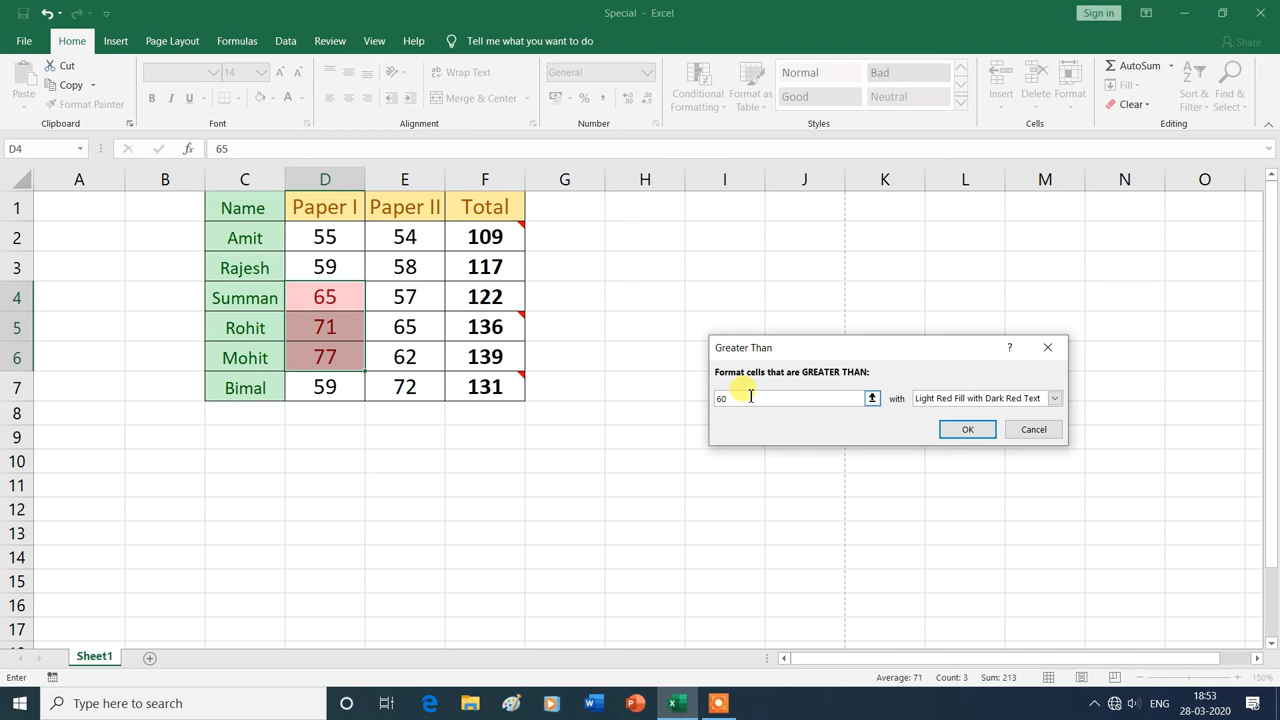 Special - Excel
Sign in
File Home Insert Page Layout Formulas Data Review View Help Tell me what you want to do Share
Paste Cut Copy Format Painter Clipboard
14 B I U A A A Font
Wrap Text Merge & Center Alignment
General % , Number
Conditional Formatting Format as Table Normal Bad Good Neutral Styles
Insert Delete Format Cells
AutoSum Fill Clear Sort & Filter Find & Select Editing
D4 fx 65
A B C D E F G H I J K L M N O
1 Name Paper I Paper II Total
2 Amit 55 54 109
3 Rajesh 59 58 117
4 Summan 65 57 122
5 Rohit 71 65 136
6 Mohit 77 62 139
7 Bimal 59 72 131
8
9
10
11
12
13
14
15
16
17
Greater Than ?
Format cells that are GREATER THAN:
60 with Light Red Fill with Dark Red Text
OK Cancel
Sheet1
Enter Average: 71 Count: 3 Sum: 213 150%
Type here to search ENG 18:53
28-03-2020